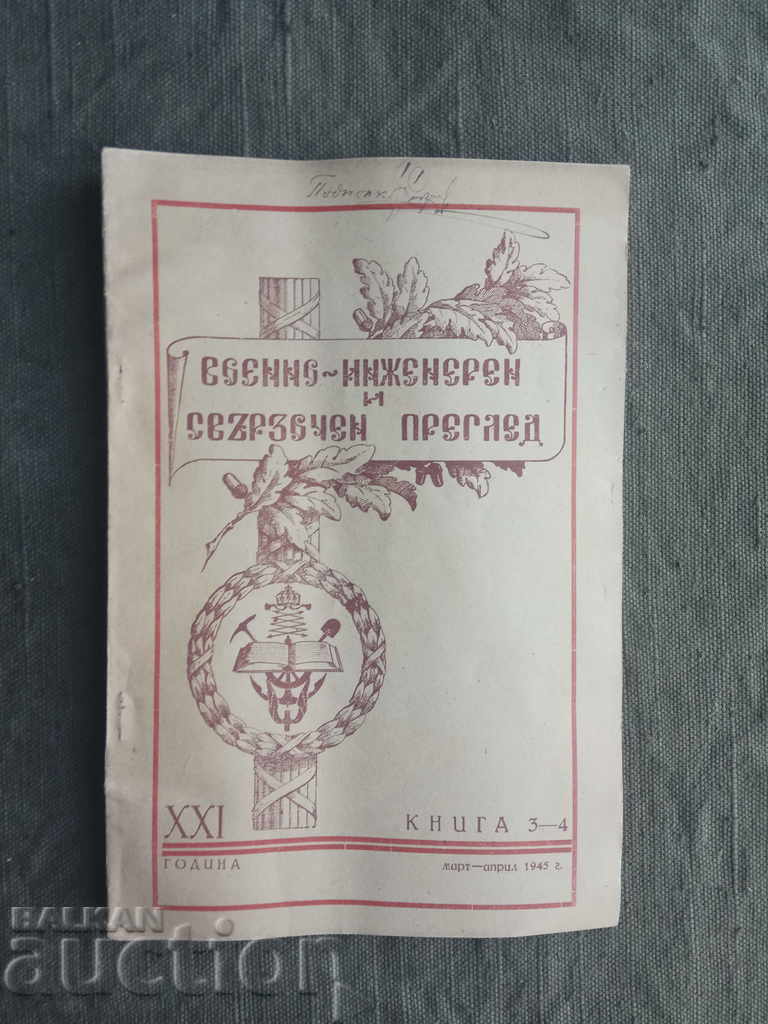 ВОЕННО-ИНЖЕНЕРЕН
И
СВЪРЗОЧЕН ПРЕГЛЕД
XXI
ГОДИНА
КНИГА 3—4
март—април 1945 г.
BALKAN
auction